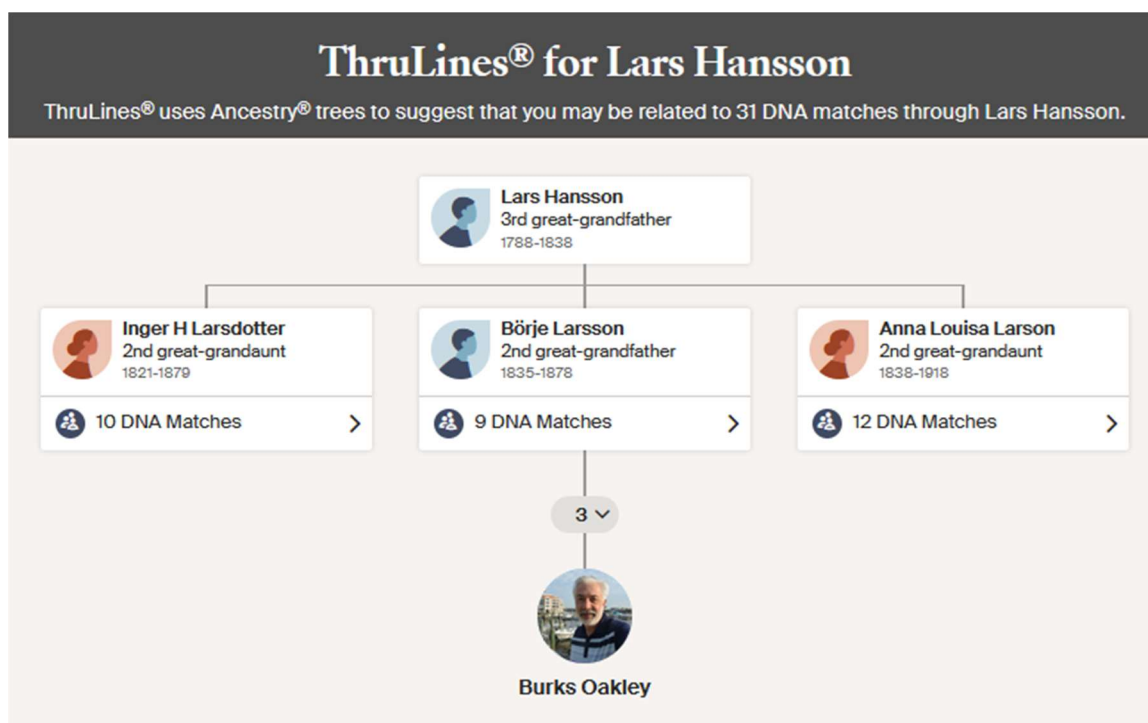 ThruLines® for Lars Hansson
ThruLines® uses Ancestry® trees to suggest that you may be related to 31 DNA matches through Lars Hansson.
Lars Hansson
3rd great-grandfather
1788-1838
Inger H Larsdotter
2nd great-grandaunt
1821-1879
10 DNA Matches
Börje Larsson
2nd great-grandfather
1835-1878
9 DNA Matches
Anna Louisa Larson
2nd great-grandaunt
1838-1918
12 DNA Matches
3
Burks Oakley